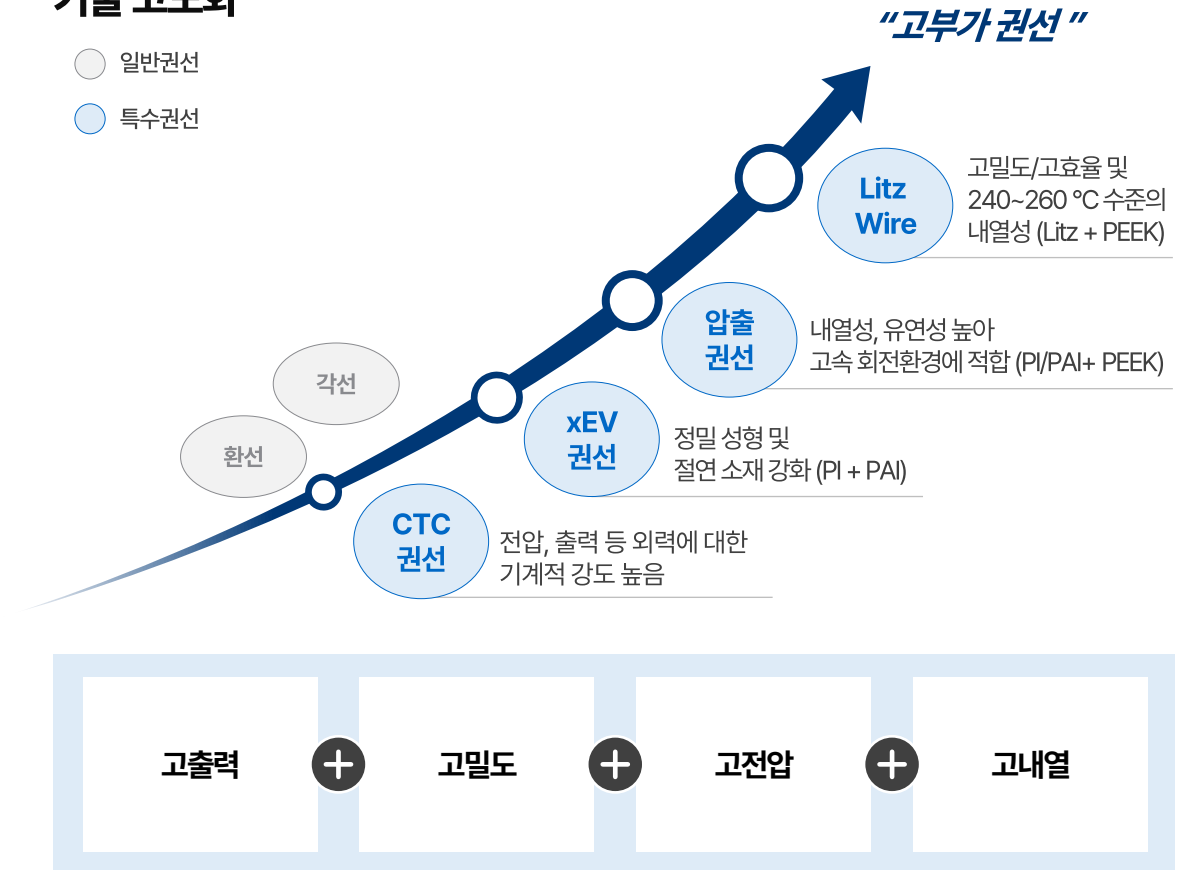 기술 고도화
“고부가 권선 ”
일반권선
특수권선
Litz
Wire
고밀도/고효율 및
240~260 ℃ 수준의
내열성 (Litz + PEEK)
압출
권선
내열성, 유연성 높아
고속 회전환경에 적합 (PI/PAI+ PEEK)
각선
환선
xEV
권선
정밀 성형 및
절연 소재 강화 (PI + PAI)
CTC
권선
전압, 출력 등 외력에 대한
기계적 강도 높음
고출력
고밀도
고전압
고내열